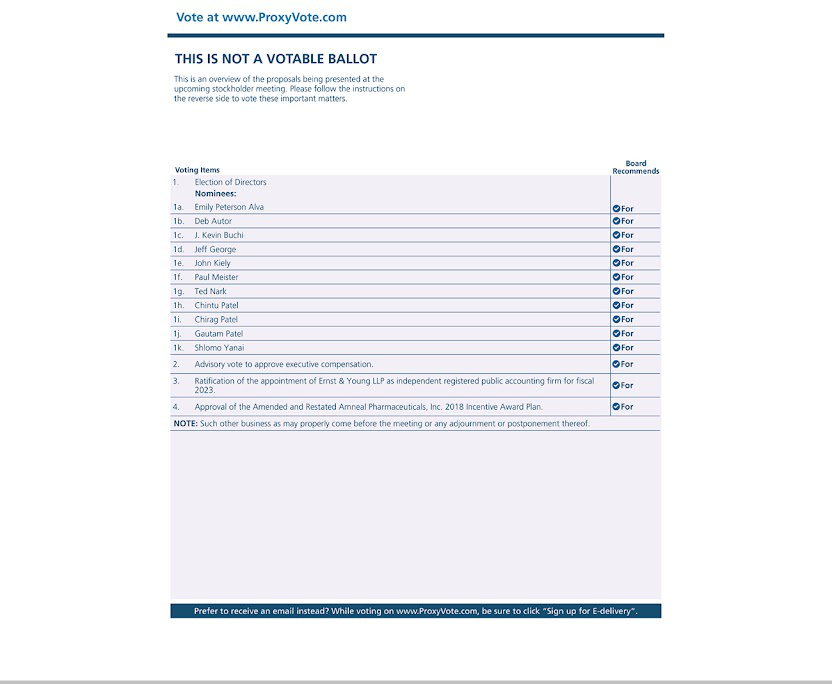 Vote at www.ProxyVote.com
THIS IS NOT A VOTABLE BALLOT
This is an overview of the proposals being presented at the
upcoming stockholder meeting. Please follow the instructions on
the reverse side to vote these important matters.
Voting Items
Board
Recommends
1. Election of Directors
Nominees:
1a. Emily Peterson Alva For
1b. Deb Autor For
1c. J. Kevin Buchi For
1d. Jeff George For
1e. John Kiely For
1f. Paul Meister For
1g. Ted Nark For
1h. Chintu Patel For
1i. Chirag Patel For
1j. Gautam Patel For
1k. Shlomo Yanai For
2. Advisory vote to approve executive compensation. For
3. Ratification of the appointment of Ernst & Young LLP as independent registered public accounting firm for fiscal
2023. For
4. Approval of the Amended and Restated Amneal Pharmaceuticals, Inc. 2018 Incentive Award Plan. For
NOTE: Such other business as may properly come before the meeting or any adjournment or postponement thereof.
Prefer to receive an email instead? While voting on www.ProxyVote.com, be sure to click “Sign up for E-delivery”.